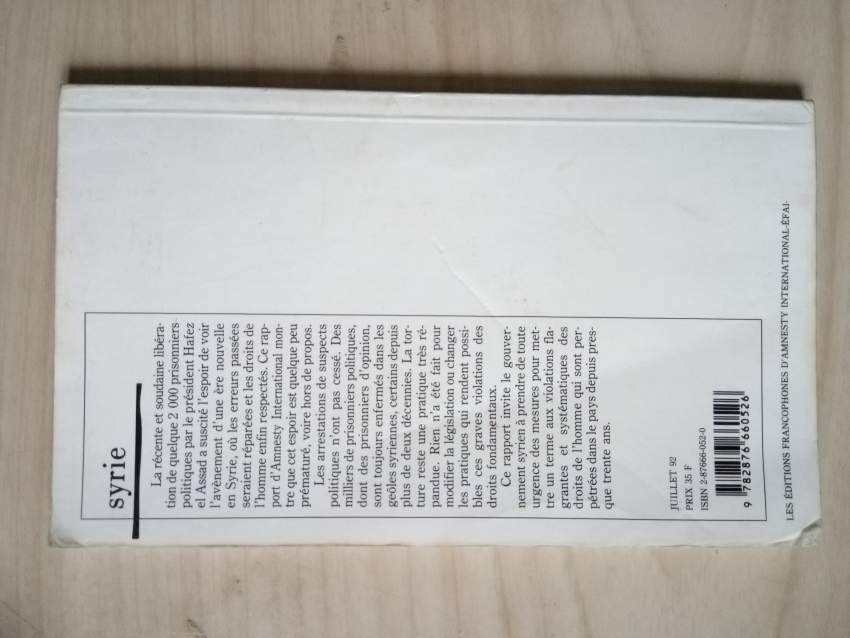 syrie
La récente et soudaine libéra-
tion de quelque 2 000 prisonniers
politiques par le président Hafez
el Assad a suscité l'espoir de voir
l'avènement d'une ère nouvelle
en Syrie, où les erreurs passées
seraient réparées et les droits de
l'homme enfin respectés. Ce rap-
port d'Amnesty International mon-
tre que cet espoir est quelque peu
prématuré, voire hors de propos.
Les arrestations de suspects
politiques n'ont pas cessé. Des
milliers de prisonniers politiques,
dont des prisonniers d'opinion,
sont toujours enfermés dans les
geôles syriennes, certains depuis
plus de deux décennies. La tor-
ture reste une pratique très ré-
pandue. Rien n'a été fait pour
modifier la législation ou changer
les pratiques qui rendent possi-
bles ces graves violations des
droits fondamentaux.
Ce rapport invite le gouver-
nement syrien à prendre de toute
urgence des mesures pour met-
tre un terme aux violations fla-
grantes et systématiques des
droits de l'homme qui sont per-
pétrées dans le pays depuis pres-
que trente ans.
JUILLET 92
PRIX 35 F
ISBN 2-87666-052-0
9 782876 660526
LES ÉDITIONS FRANCOPHONES D'AMNESTY INTERNATIONAL-ÉFAI-